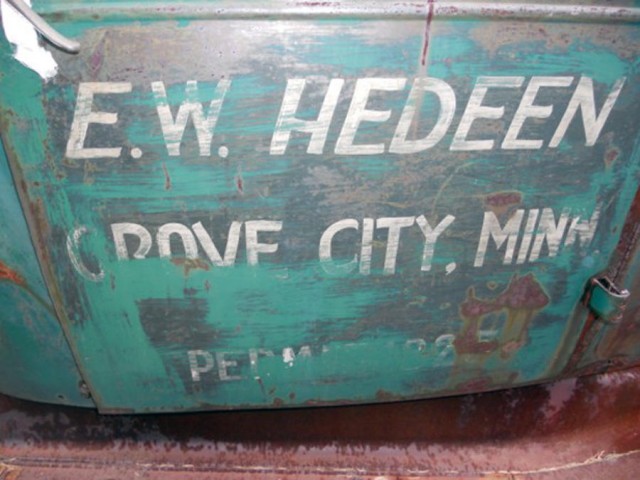 E.W. HEDEEN
GROVE CITY, MINN